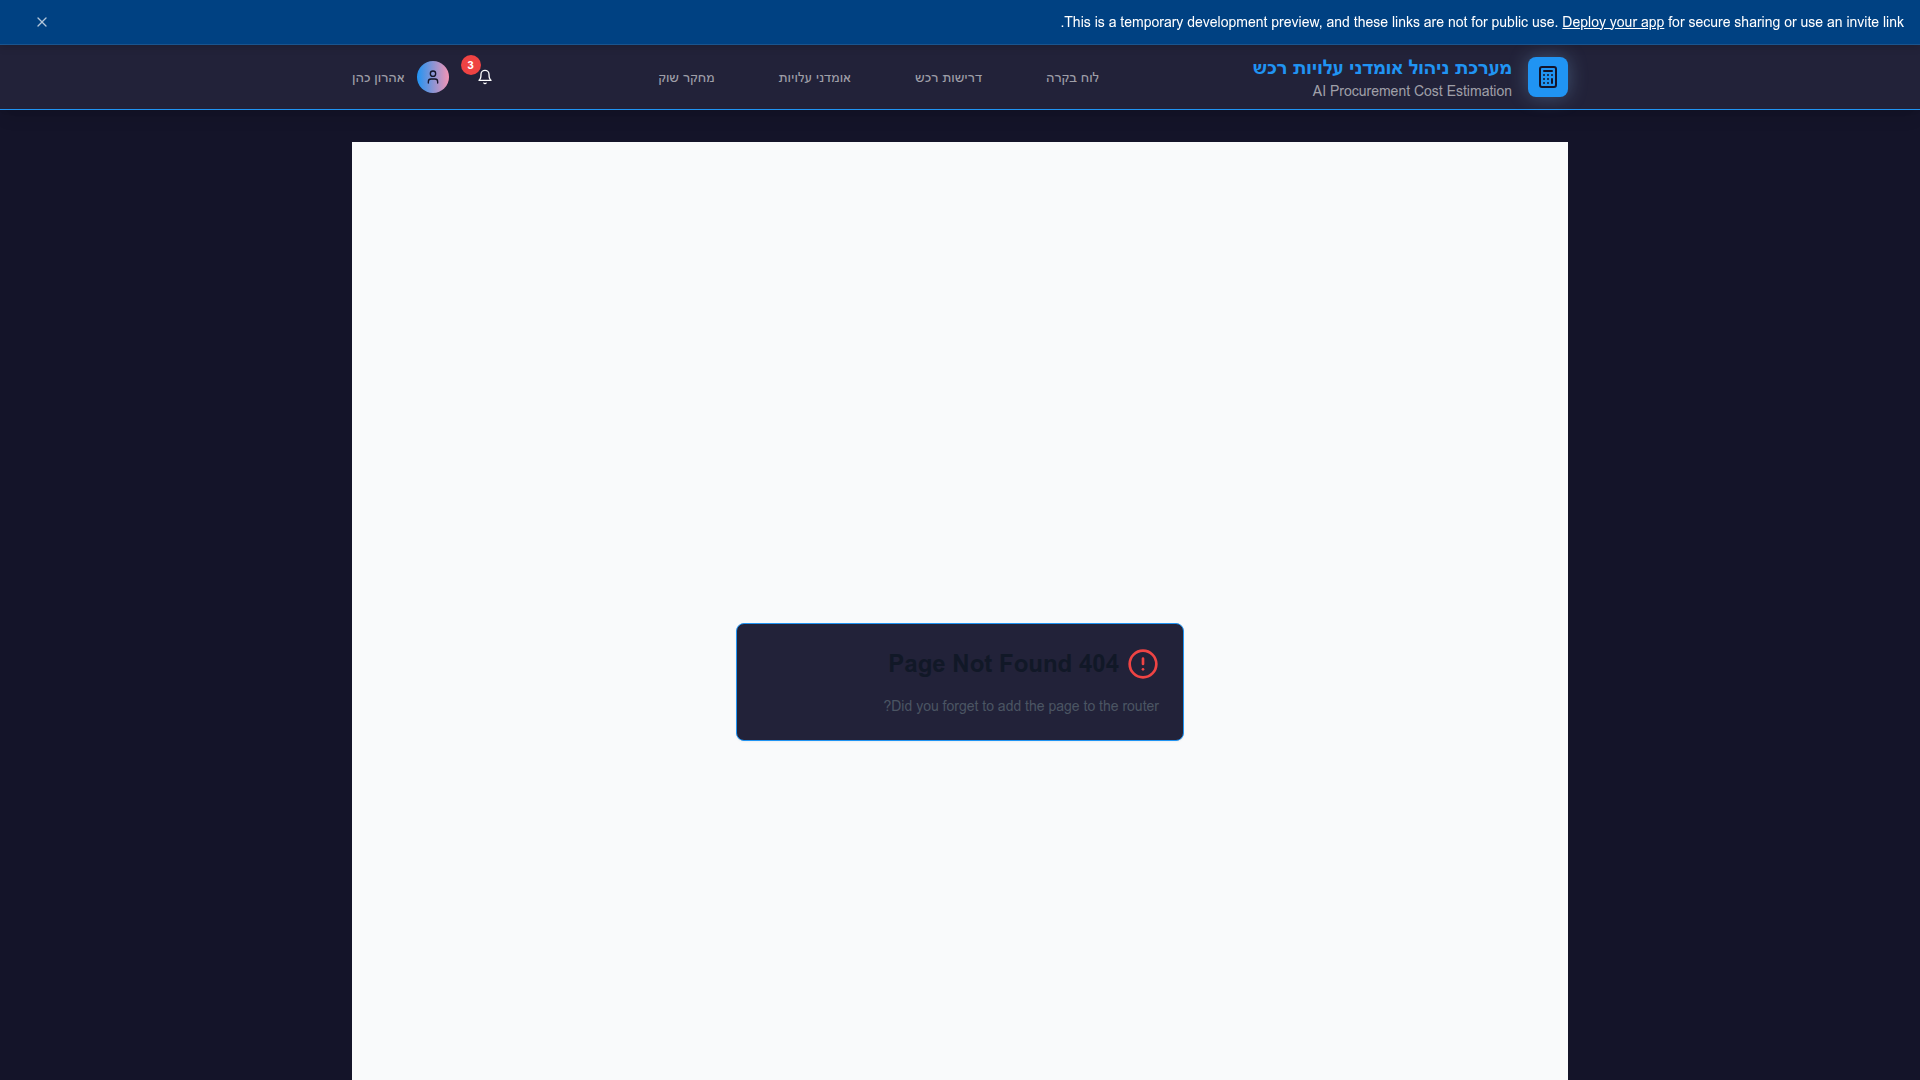 This is a temporary development preview, and these links are not for public use. Deploy your app for secure sharing or use an invite link.
מערכת ניהול אומדני עלויות רכש
AI Procurement Cost Estimation
לוח בקרה
דרישות רכש
אומדני עלויות
מחקר שוק
3
אהרון כהן
404 Page Not Found
Did you forget to add the page to the router?